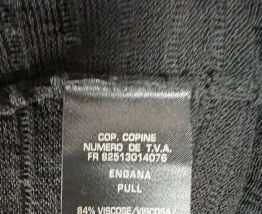 COP. COPINE
NUMERO DE T.V.A.
FR 82513014076
ENGANA
PULL
84% VISCOSE/VISCOSA/